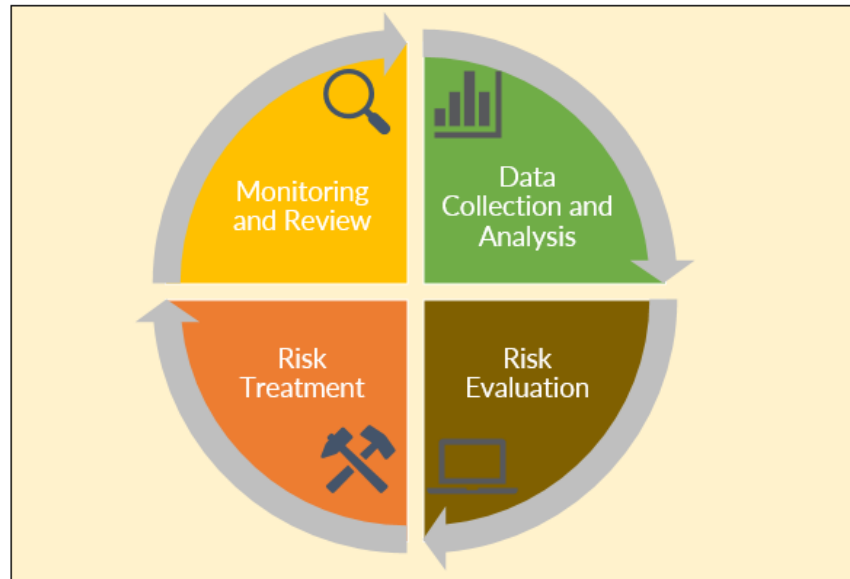 Monitoring
and Review
Data
Collection and
Analysis
Risk
Treatment
Risk
Evaluation